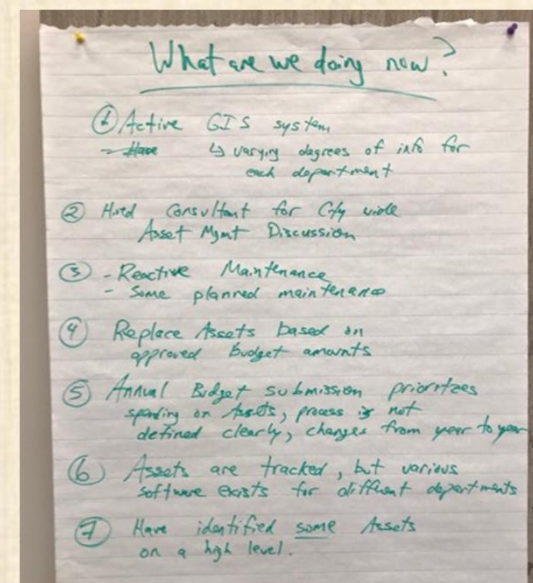 What are we doing now?
① Active GIS system
- Have ↳ varying degrees of info for
each department
② Hired Consultant for City wide
Asset Mgmt Discussion
③ - Reactive Maintenance
- Some planned maintenance
④ Replace Assets based on
approved budget amounts
⑤ Annual Budget submission prioritizes
spending on Assets, process is not
defined clearly, changes from year to year
⑥ Assets are tracked, but various
software exists for different departments
⑦ Have identified some Assets
on a high level.